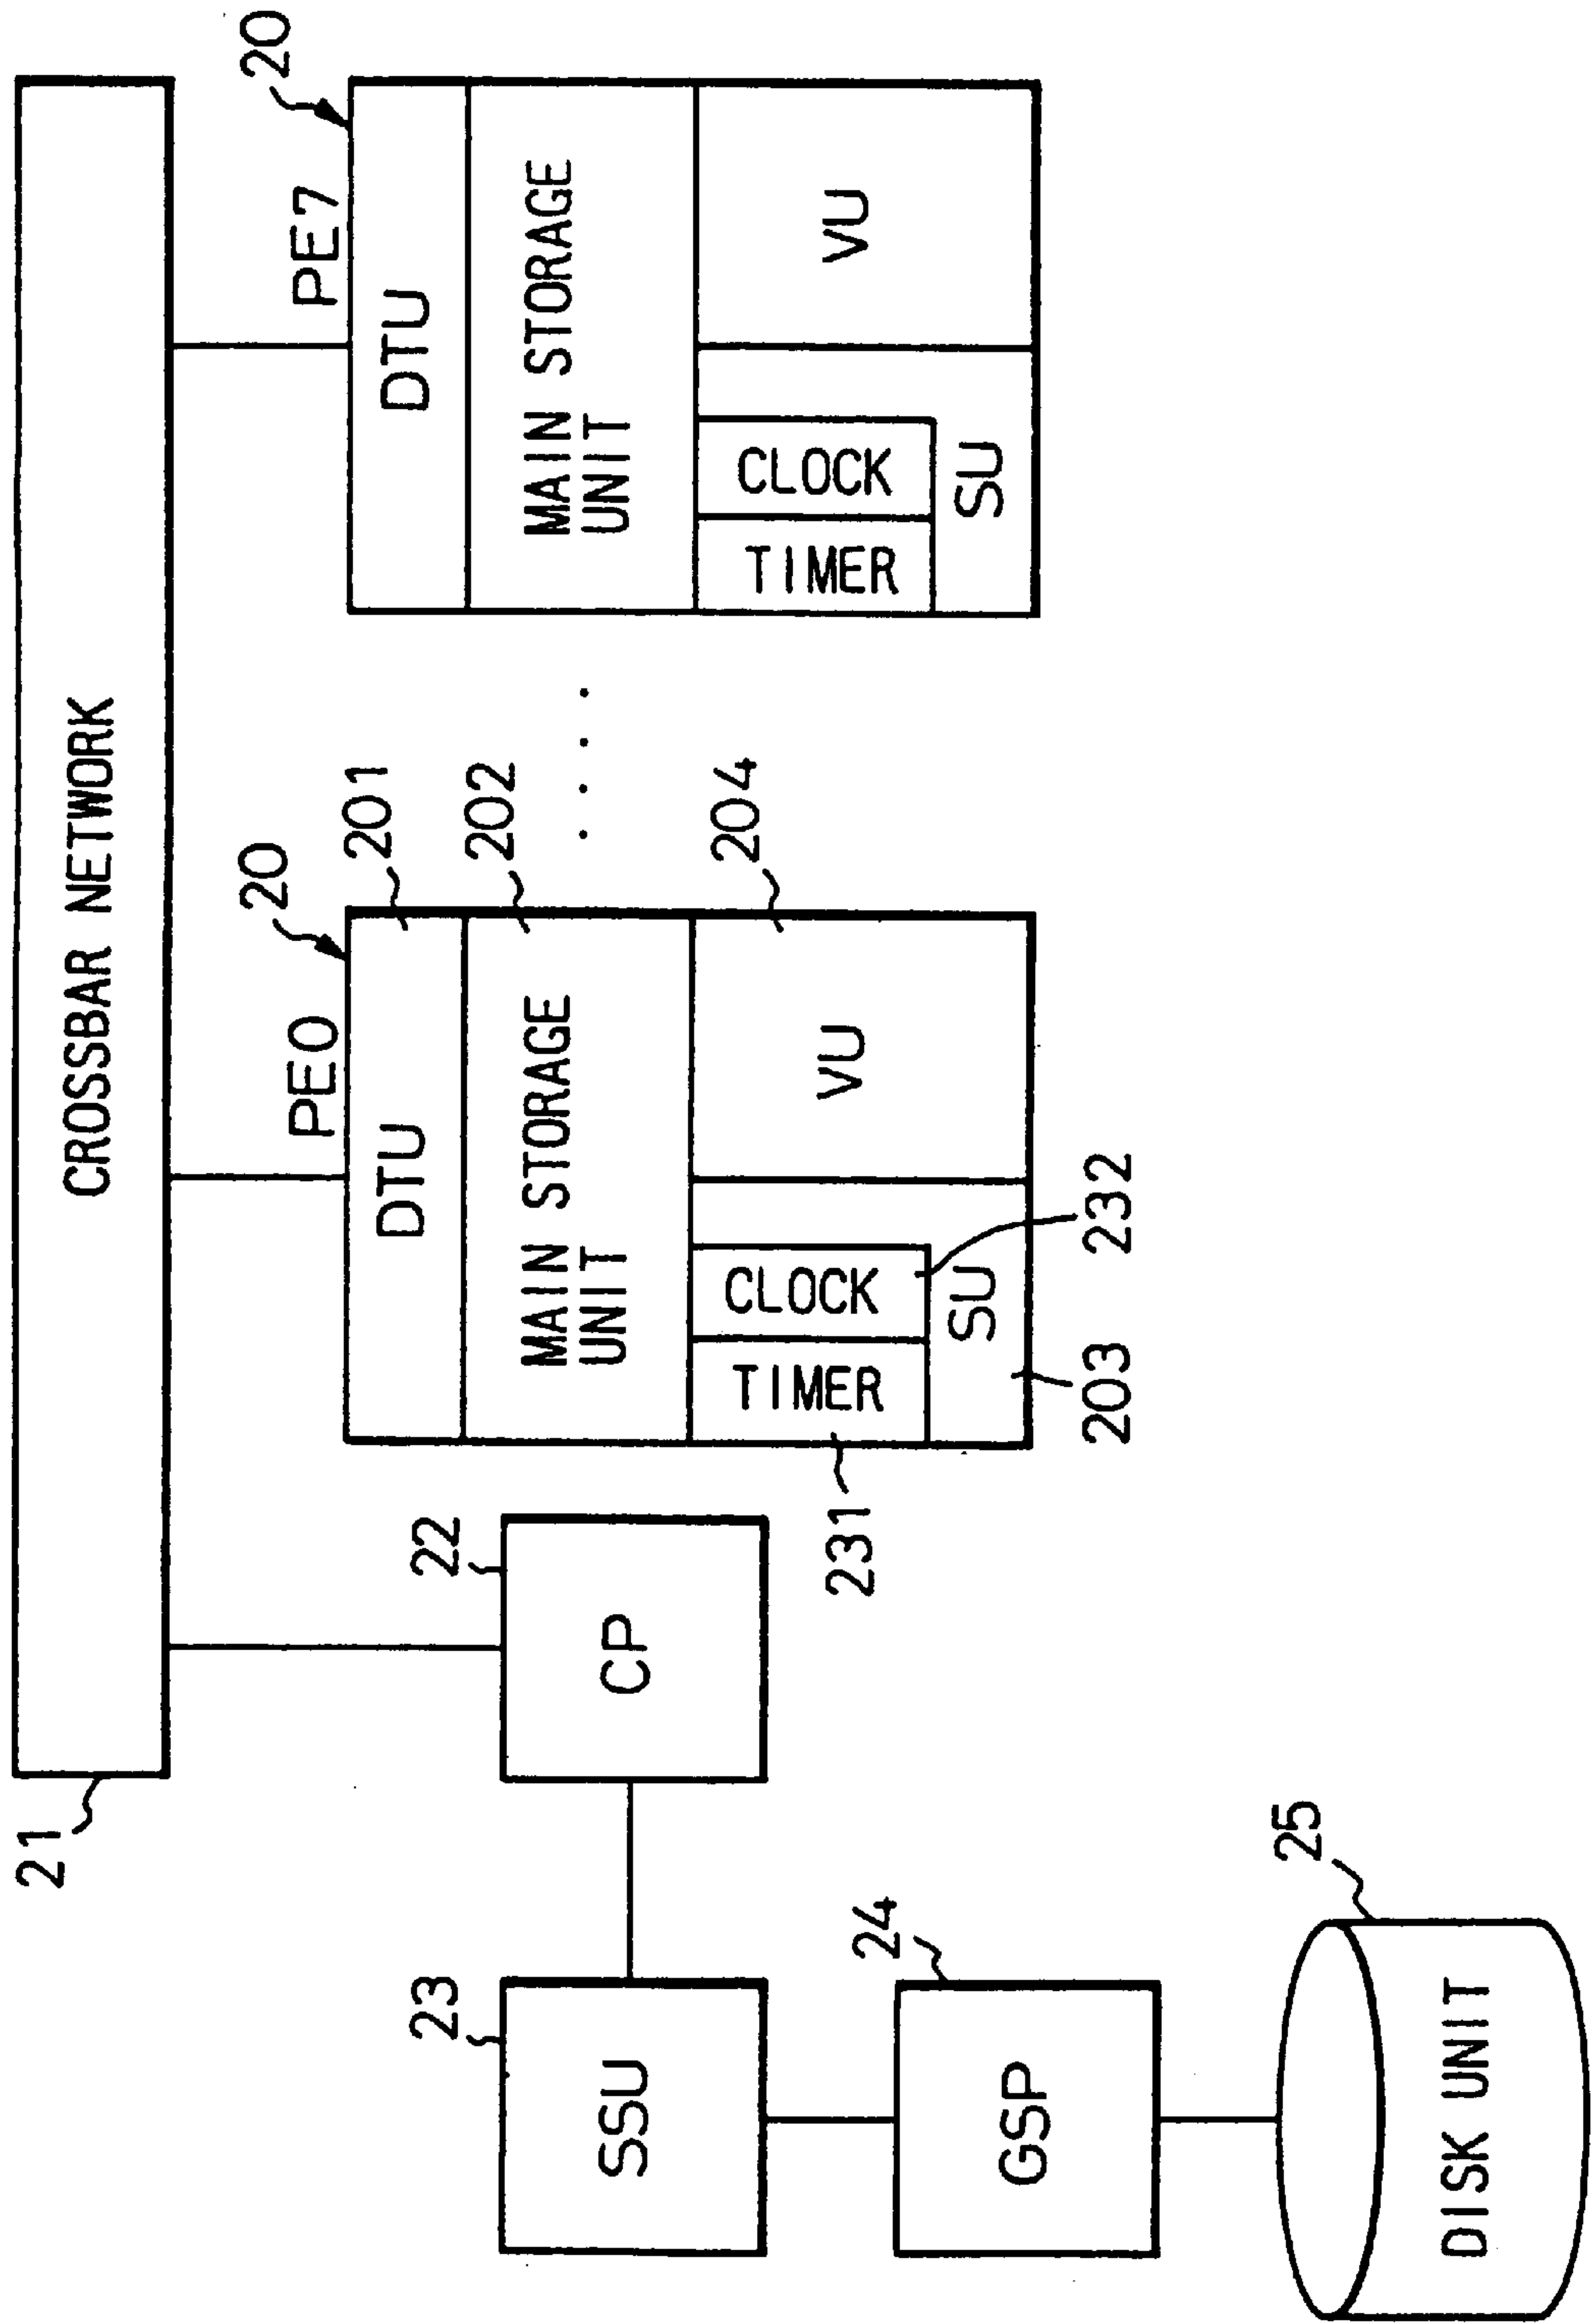 21
CROSSBAR NETWORK
23
SSU
24
GSP
25
DISK UNIT
22
CP
PE0
20
DTU
201
MAIN STORAGE
UNIT
202
TIMER
CLOCK
SU
VU
204
231
203
232
. . . .
PE7
20
DTU
MAIN STORAGE
UNIT
TIMER
CLOCK
SU
VU